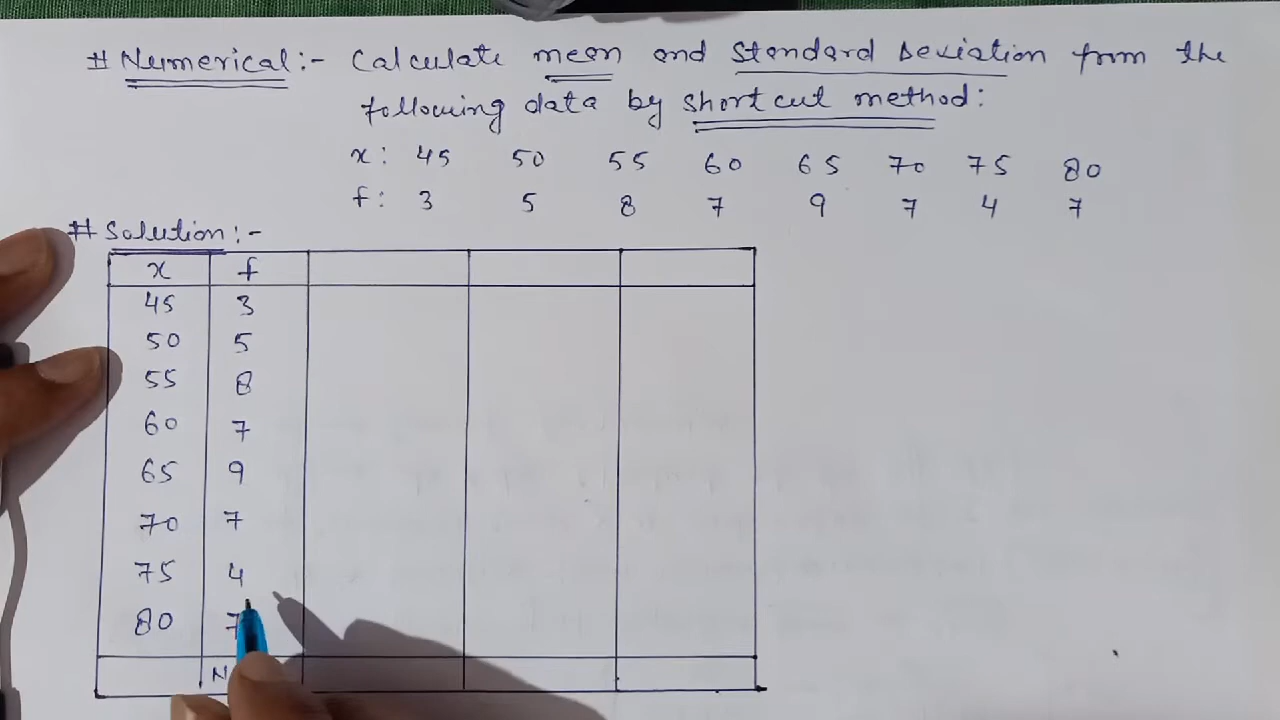 # Numerical:- Calculate mean and Standard Deviation from the
following data by shortcut method:
x: 45 50 55 60 65 70 75 80
f: 3 5 8 7 9 7 4 7
# Solution:-
x f
45 3
50 5
55 8
60 7
65 9
70 7
75 4
80 7
N